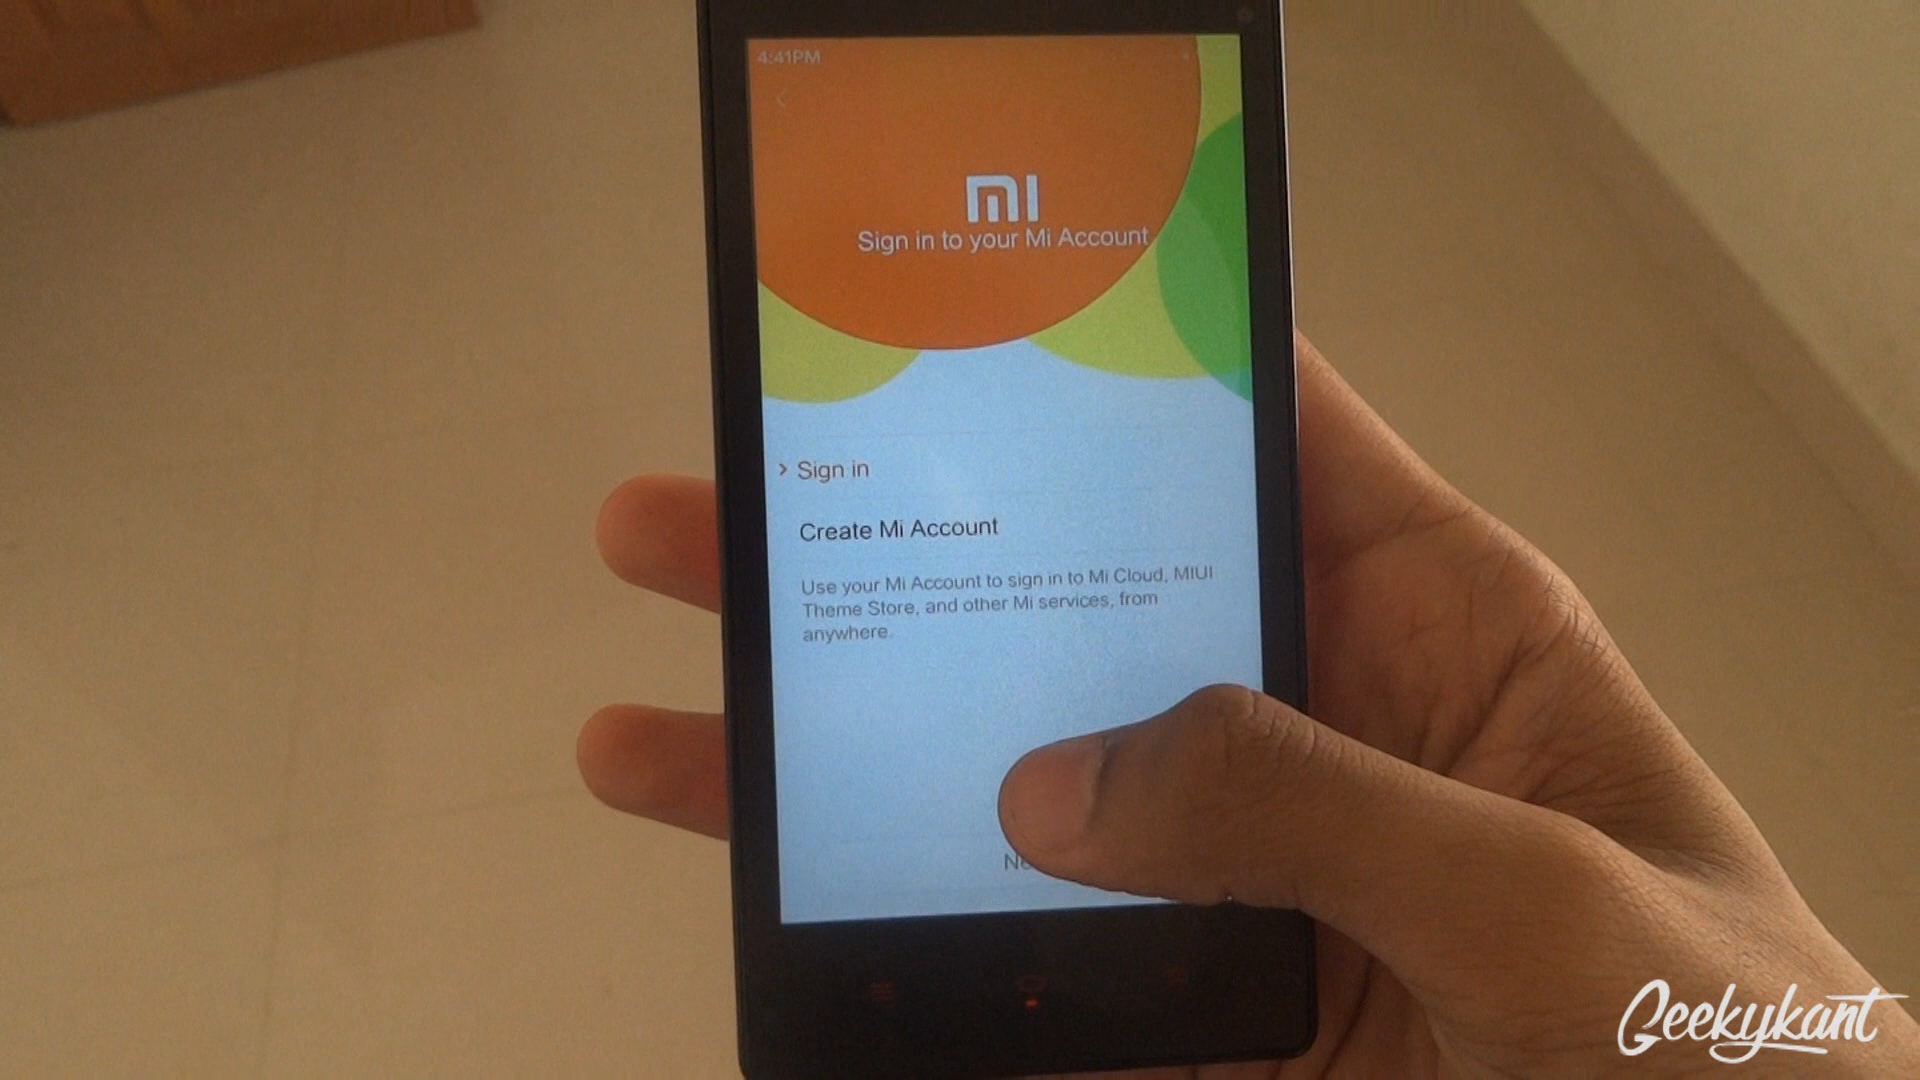 4:41PM
MI
Sign in to your Mi Account
> Sign in
Create Mi Account
Use your Mi Account to sign in to Mi Cloud, MIUI
Theme Store, and other Mi services, from
anywhere.
Geekykant